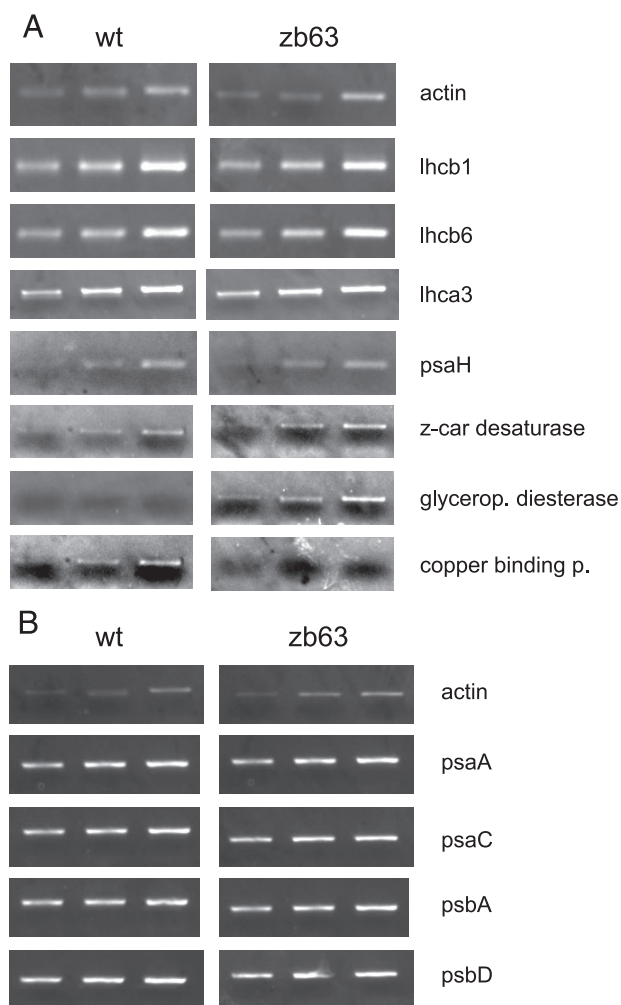 A
wt zb63
actin
lhcb1
lhcb6
lhca3
psaH
z-car desaturase
glycerop. diesterase
copper binding p.
B
wt zb63
actin
psaA
psaC
psbA
psbD